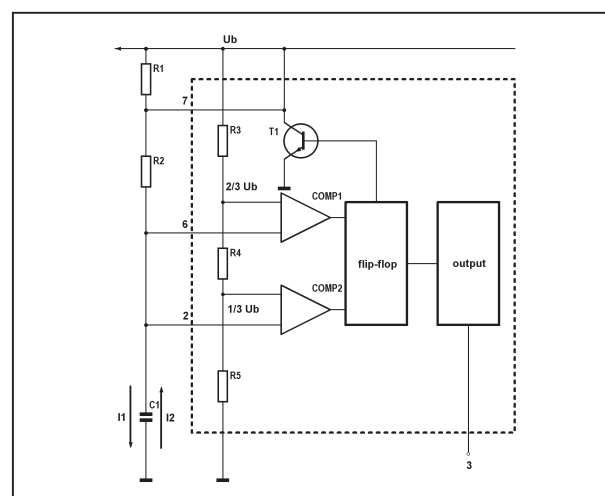 Ub
R1
7
R3
T1
R2
2/3 Ub
COMP1
6
flip-flop
output
R4
COMP2
1/3 Ub
2
R5
C1
I1
I2
3